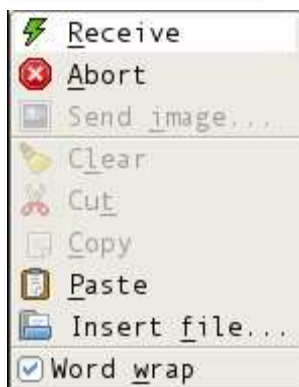 Receive
Abort
Send image...
Clear
Cut
Copy
Paste
Insert file...
Word wrap